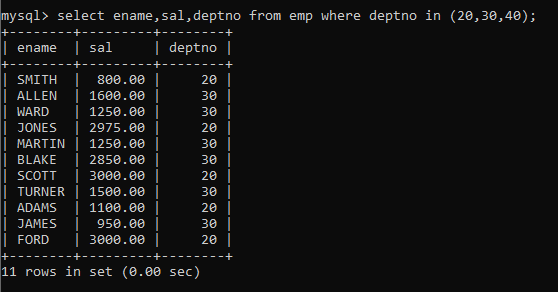 mysql> select ename,sal,deptno from emp where deptno in (20,30,40);
+--------+---------+--------+
| ename  | sal     | deptno |
+--------+---------+--------+
| SMITH  |  800.00 |     20 |
| ALLEN  | 1600.00 |     30 |
| WARD   | 1250.00 |     30 |
| JONES  | 2975.00 |     20 |
| MARTIN | 1250.00 |     30 |
| BLAKE  | 2850.00 |     30 |
| SCOTT  | 3000.00 |     20 |
| TURNER | 1500.00 |     30 |
| ADAMS  | 1100.00 |     20 |
| JAMES  |  950.00 |     30 |
| FORD   | 3000.00 |     20 |
+--------+---------+--------+
11 rows in set (0.00 sec)